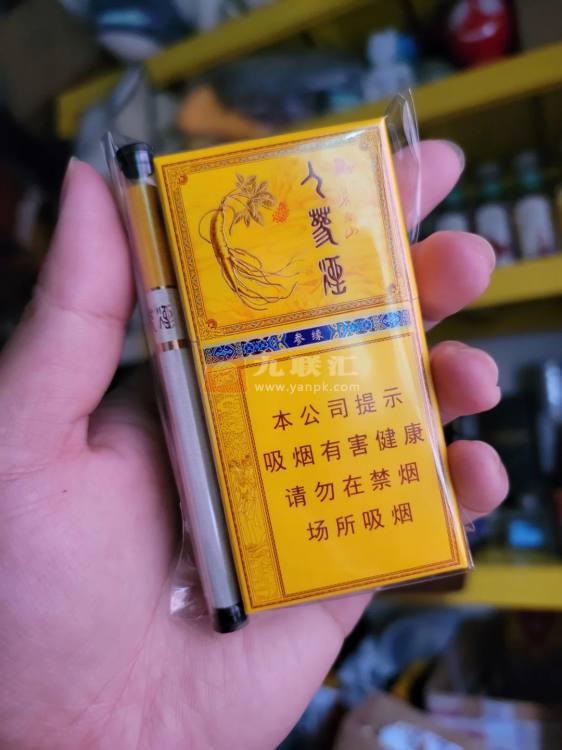 人参烟
参缘
九联汇
www.yanpk.com
本公司提示
吸烟有害健康
请勿在禁烟
场所吸烟